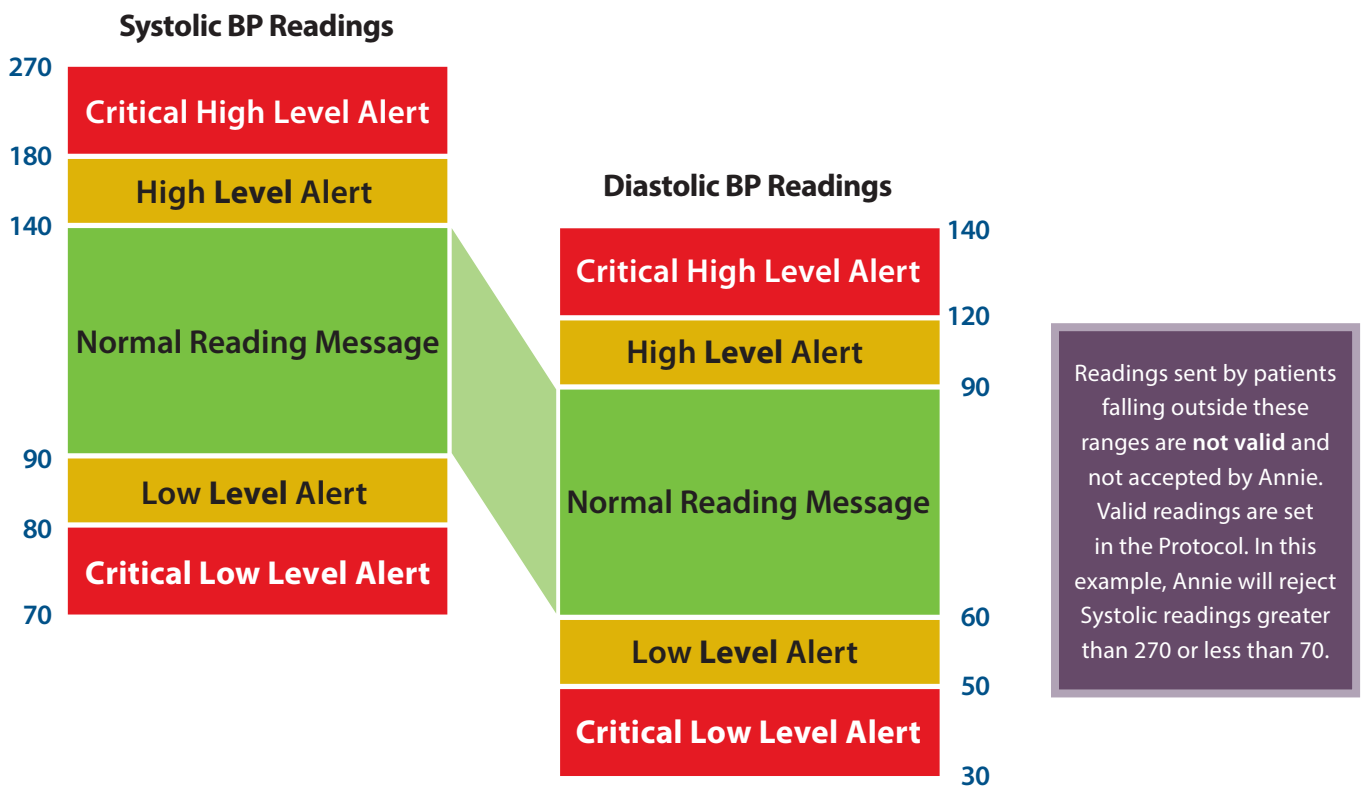 Systolic BP Readings
270
Critical High Level Alert
180
High Level Alert
140
Normal Reading Message
90
Low Level Alert
80
Critical Low Level Alert
70
Diastolic BP Readings
140
Critical High Level Alert
120
High Level Alert
90
Normal Reading Message
60
Low Level Alert
50
Critical Low Level Alert
30
Readings sent by patients
falling outside these
ranges are not valid and
not accepted by Annie.
Valid readings are set
in the Protocol. In this
example, Annie will reject
Systolic readings greater
than 270 or less than 70.